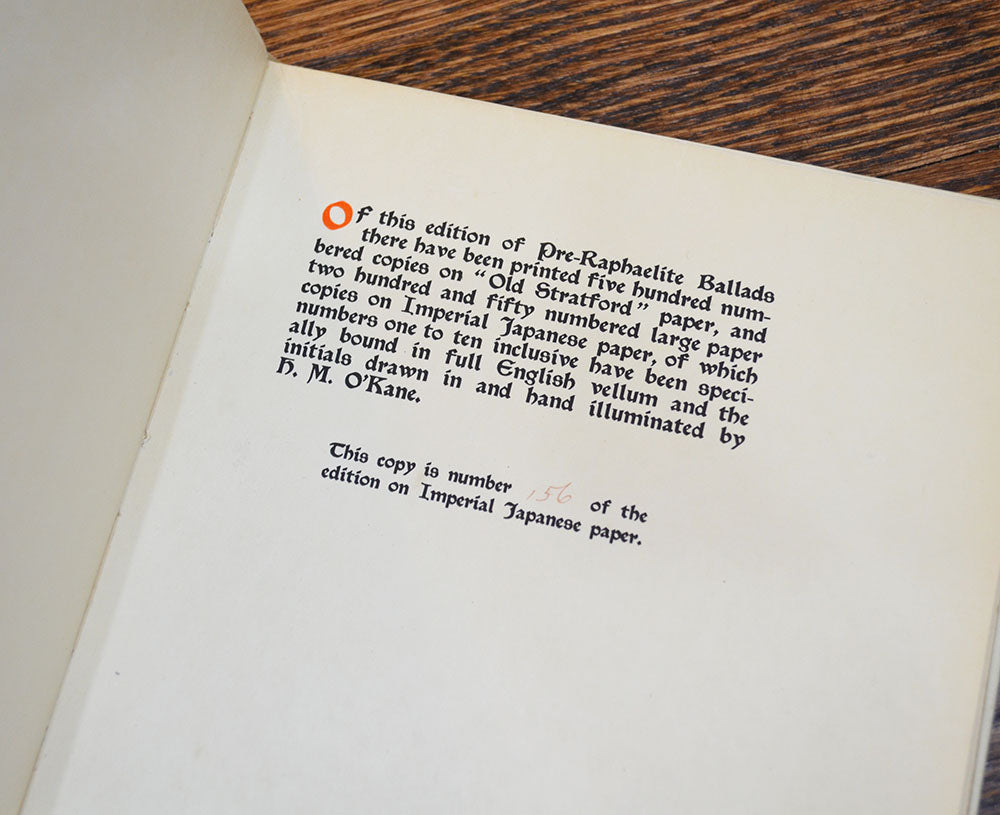 Of this edition of Pre-Raphaelite Ballads
there have been printed five hundred num-
bered copies on "Old Stratford" paper, and
two hundred and fifty numbered large paper
copies on Imperial Japanese paper, of which
numbers one to ten inclusive have been speci-
ally bound in full English vellum and the
initials drawn in and hand illuminated by
H. M. O'Kane.
This copy is number 156 of the
edition on Imperial Japanese paper.